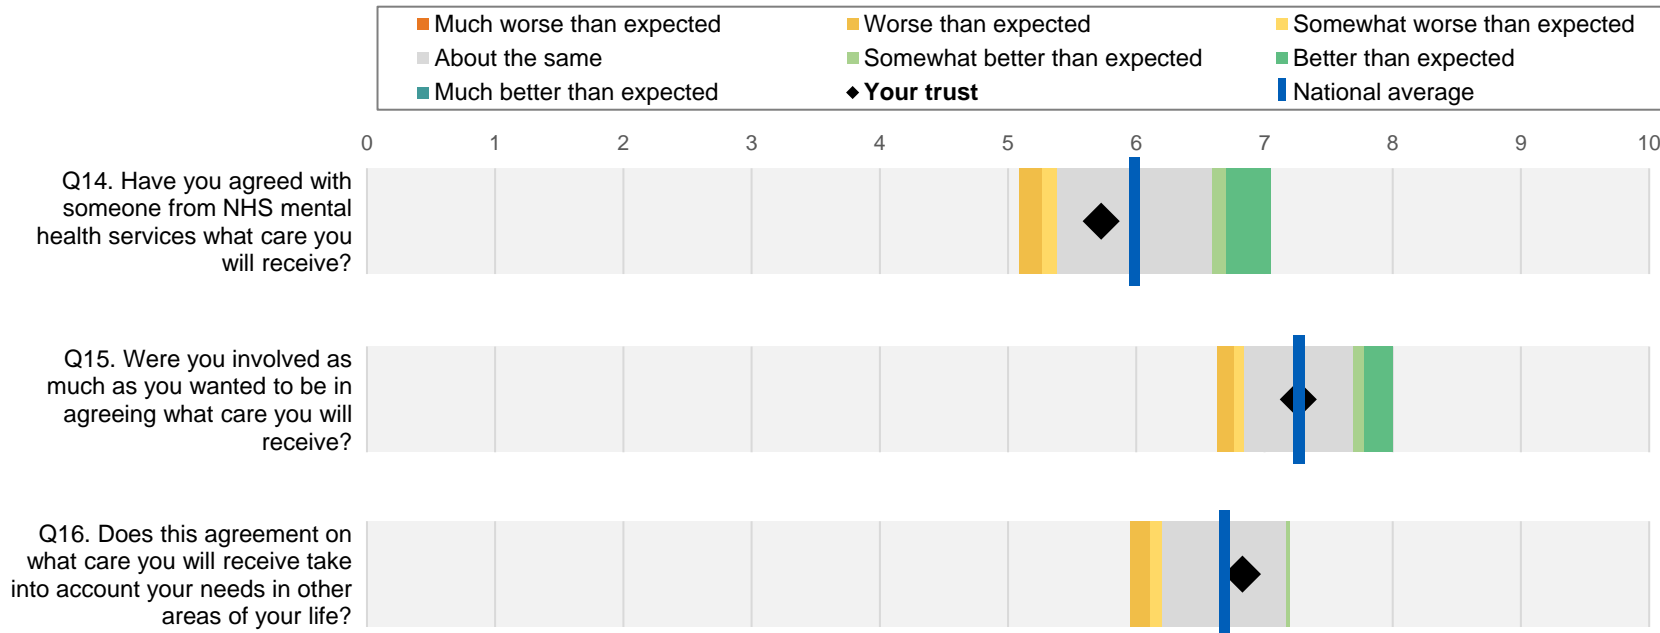 Much worse than expected
Worse than expected
Somewhat worse than expected
About the same
Somewhat better than expected
Better than expected
Much better than expected
Your trust
National average
0 1 2 3 4 5 6 7 8 9 10
Q14. Have you agreed with
someone from NHS mental
health services what care you
will receive?
Q15. Were you involved as
much as you wanted to be in
agreeing what care you will
receive?
Q16. Does this agreement on
what care you will receive take
into account your needs in other
areas of your life?